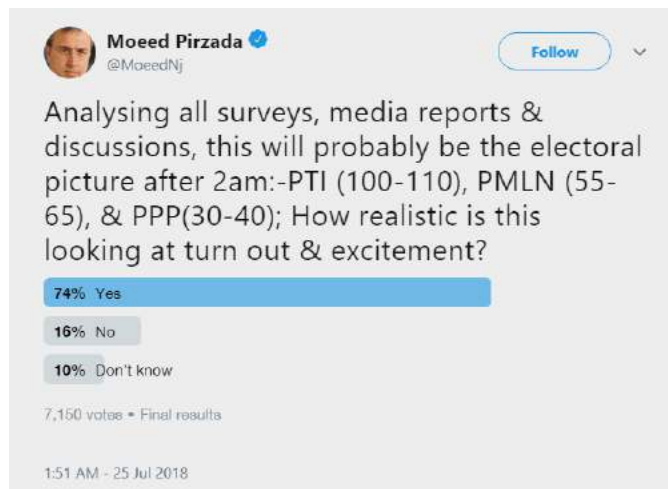 Moeed Pirzada
@MoeedNj
Follow
Analysing all surveys, media reports &
discussions, this will probably be the electoral
picture after 2am:-PTI (100-110), PMLN (55-
65), & PPP(30-40); How realistic is this
looking at turn out & excitement?
74% Yes
16% No
10% Don't know
7,150 votes • Final results
1:51 AM - 25 Jul 2018